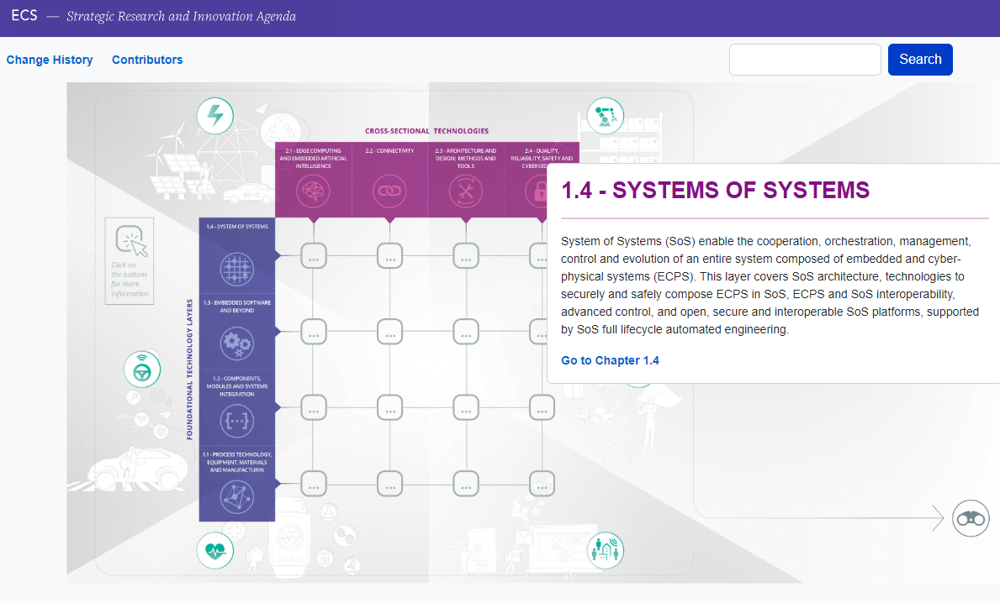 ECS — Strategic Research and Innovation Agenda
Change History
Contributors
Search
CROSS-SECTIONAL TECHNOLOGIES
2.1 - EDGE COMPUTING
AND EMBEDDED ARTIFICIAL
INTELLIGENCE
2.2 - CONNECTIVITY
2.3 - ARCHITECTURE AND
DESIGN: METHODS AND
TOOLS
2.4 - QUALITY,
RELIABILITY, SAFETY AND
1.4 - SYSTEMS OF SYSTEMS
System of Systems (SoS) enable the cooperation, orchestration, management,
control and evolution of an entire system composed of embedded and cyber-
physical systems (ECPS). This layer covers SoS architecture, technologies to
securely and safely compose ECPS in SoS, ECPS and SoS interoperability,
advanced control, and open, secure and interoperable SoS platforms, supported
by SoS full lifecycle automated engineering.
Go to Chapter 1.4
Click on
the buttons
for more
information
FOUNDATIONAL TECHNOLOGY LAYERS
1.4 - SYSTEM OF SYSTEMS
1.3 - EMBEDDED SOFTWARE
AND BEYOND
1.2 - COMPONENTS,
MODULES AND SYSTEMS
INTEGRATION
1.1 - PROCESS TECHNOLOGY,
EQUIPMENT, MATERIALS
AND MANUFACTURIN